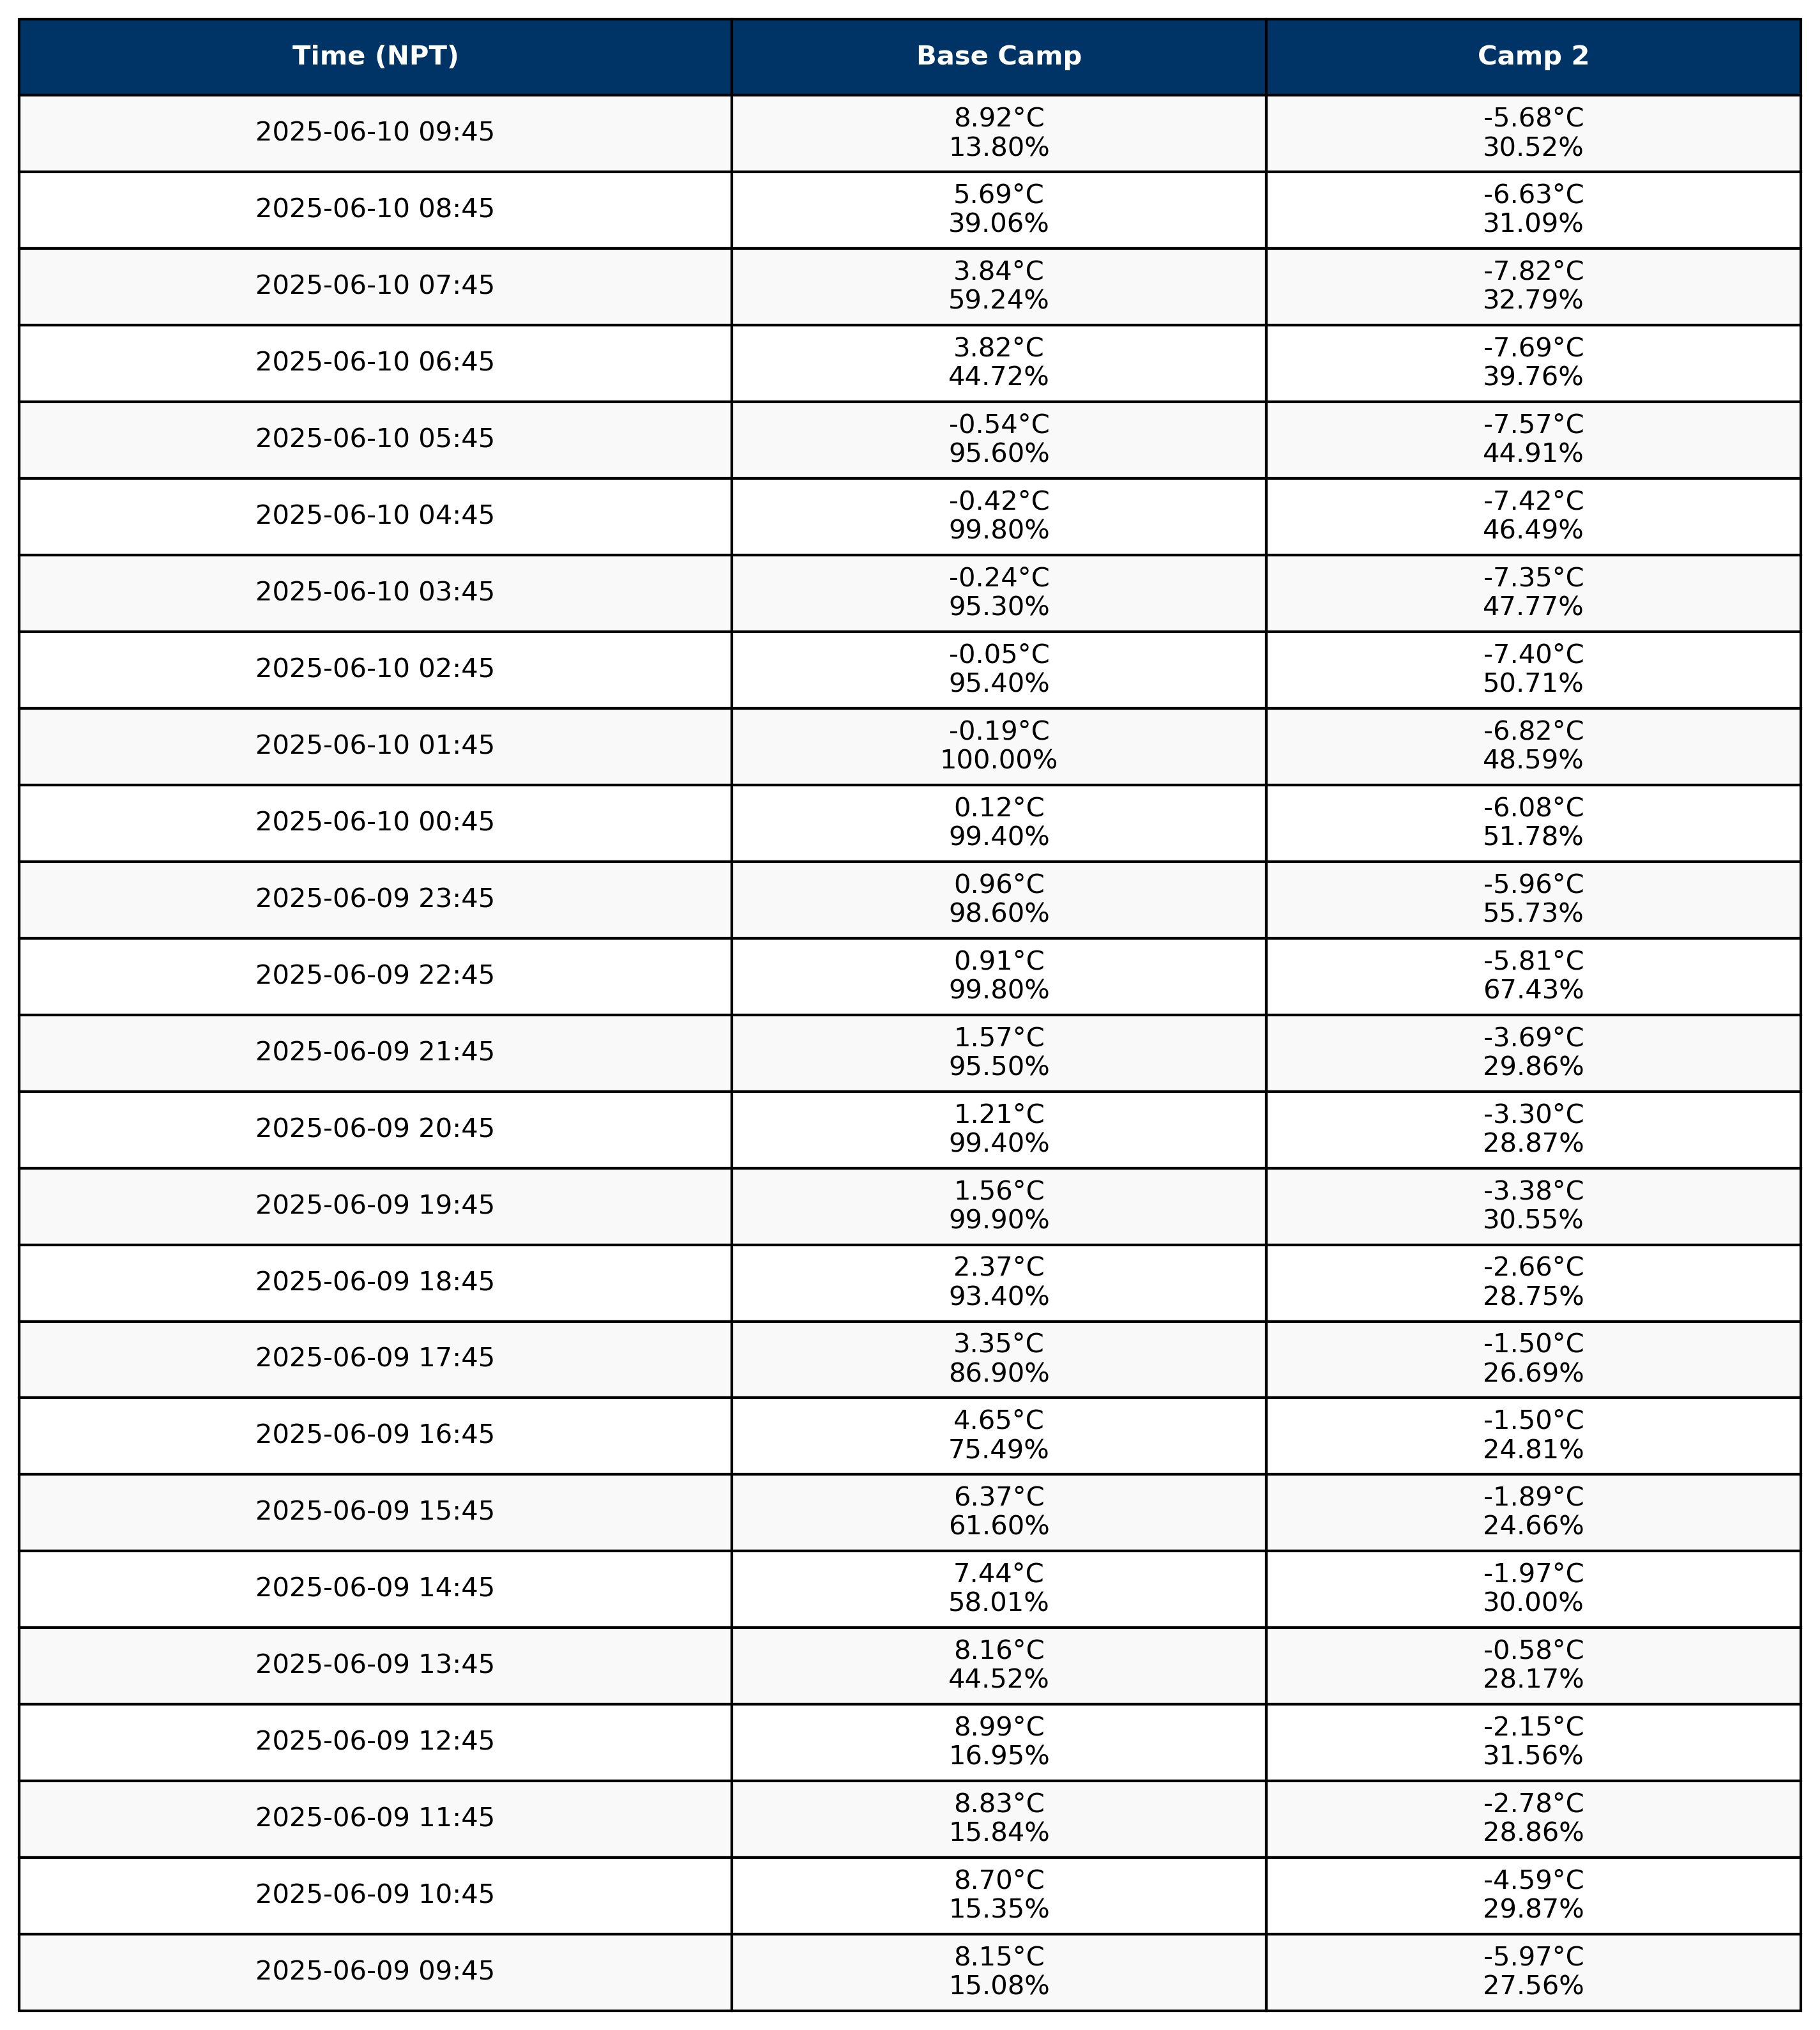 Time (NPT) Base Camp Camp 2
2025-06-10 09:45 8.92°C -5.68°C
13.80% 30.52%
2025-06-10 08:45 5.69°C -6.63°C
39.06% 31.09%
2025-06-10 07:45 3.84°C -7.82°C
59.24% 32.79%
2025-06-10 06:45 3.82°C -7.69°C
44.72% 39.76%
2025-06-10 05:45 -0.54°C -7.57°C
95.60% 44.91%
2025-06-10 04:45 -0.42°C -7.42°C
99.80% 46.49%
2025-06-10 03:45 -0.24°C -7.35°C
95.30% 47.77%
2025-06-10 02:45 -0.05°C -7.40°C
95.40% 50.71%
2025-06-10 01:45 -0.19°C -6.82°C
100.00% 48.59%
2025-06-10 00:45 0.12°C -6.08°C
99.40% 51.78%
2025-06-09 23:45 0.96°C -5.96°C
98.60% 55.73%
2025-06-09 22:45 0.91°C -5.81°C
99.80% 67.43%
2025-06-09 21:45 1.57°C -3.69°C
95.50% 29.86%
2025-06-09 20:45 1.21°C -3.30°C
99.40% 28.87%
2025-06-09 19:45 1.56°C -3.38°C
99.90% 30.55%
2025-06-09 18:45 2.37°C -2.66°C
93.40% 28.75%
2025-06-09 17:45 3.35°C -1.50°C
86.90% 26.69%
2025-06-09 16:45 4.65°C -1.50°C
75.49% 24.81%
2025-06-09 15:45 6.37°C -1.89°C
61.60% 24.66%
2025-06-09 14:45 7.44°C -1.97°C
58.01% 30.00%
2025-06-09 13:45 8.16°C -0.58°C
44.52% 28.17%
2025-06-09 12:45 8.99°C -2.15°C
16.95% 31.56%
2025-06-09 11:45 8.83°C -2.78°C
15.84% 28.86%
2025-06-09 10:45 8.70°C -4.59°C
15.35% 29.87%
2025-06-09 09:45 8.15°C -5.97°C
15.08% 27.56%